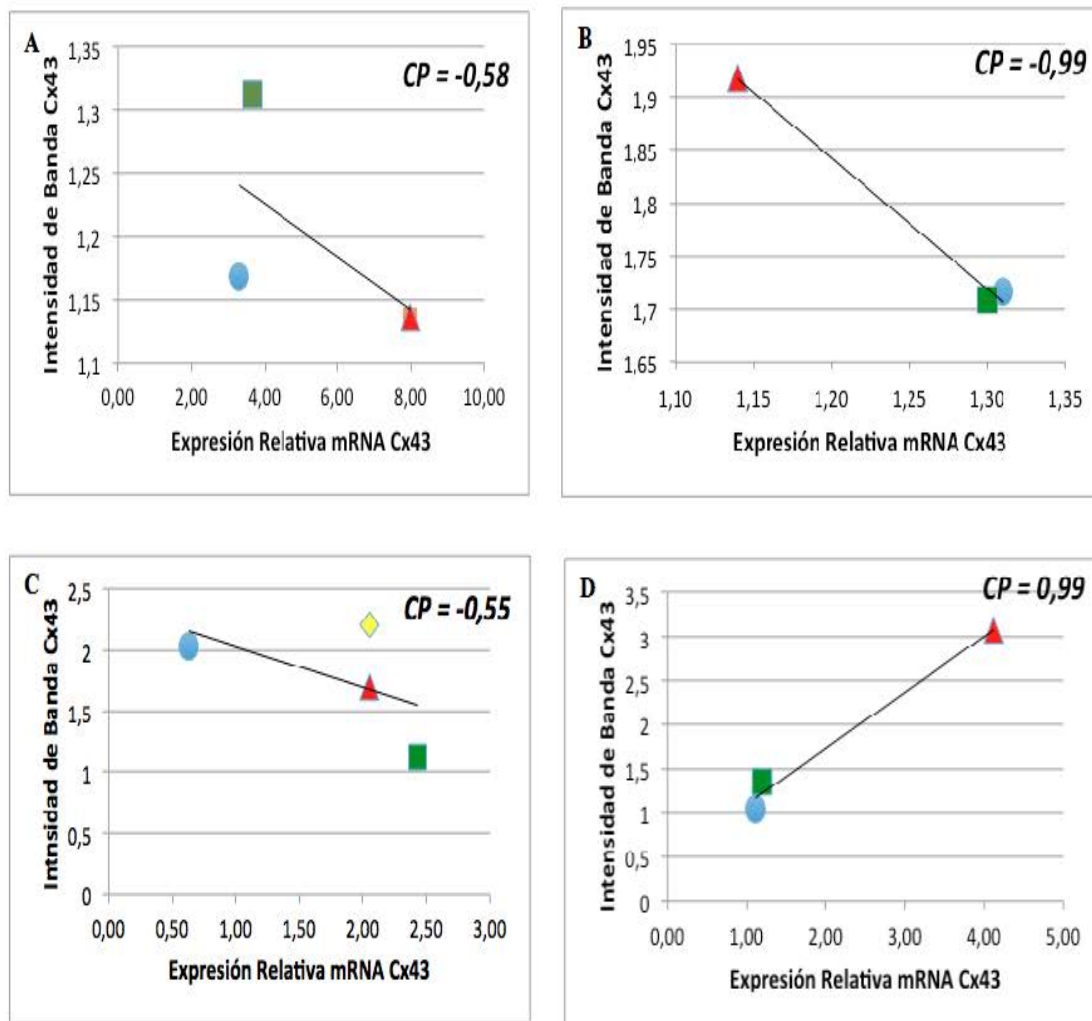 A
CP = -0,58
Intensidad de Banda Cx43
1,35
1,3
1,25
1,2
1,15
1,1
0,00 2,00 4,00 6,00 8,00 10,00
Expresión Relativa mRNA Cx43
B
CP = -0,99
Intensidad de Banda Cx43
1,95
1,9
1,85
1,8
1,75
1,7
1,65
1,10 1,15 1,20 1,25 1,30 1,35
Expresión Relativa mRNA Cx43
C
CP = -0,55
Intnsidad de Banda Cx43
2,5
2
1,5
1
0,5
0
0,00 0,50 1,00 1,50 2,00 2,50 3,00
Expresión Relativa mRNA Cx43
D
CP = 0,99
Intensidad de Banda Cx43
3,5
3
2,5
2
1,5
1
0,5
0
0,00 1,00 2,00 3,00 4,00 5,00
Expresión Relativa mRNA Cx43